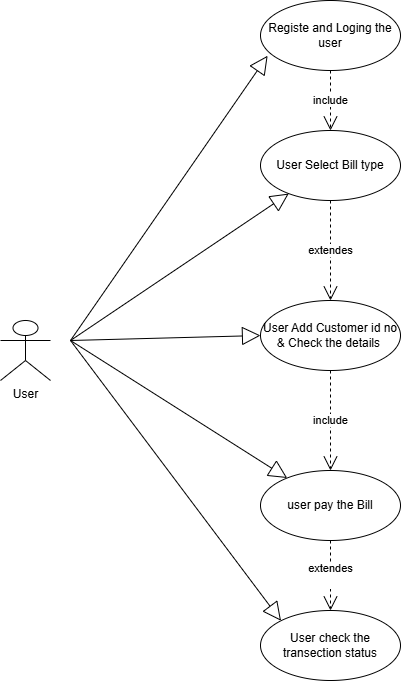 Registe and Loging the
user
include
User Select Bill type
extendes
User Add Customer id no
& Check the details
User
include
user pay the Bill
extendes
User check the
transection status